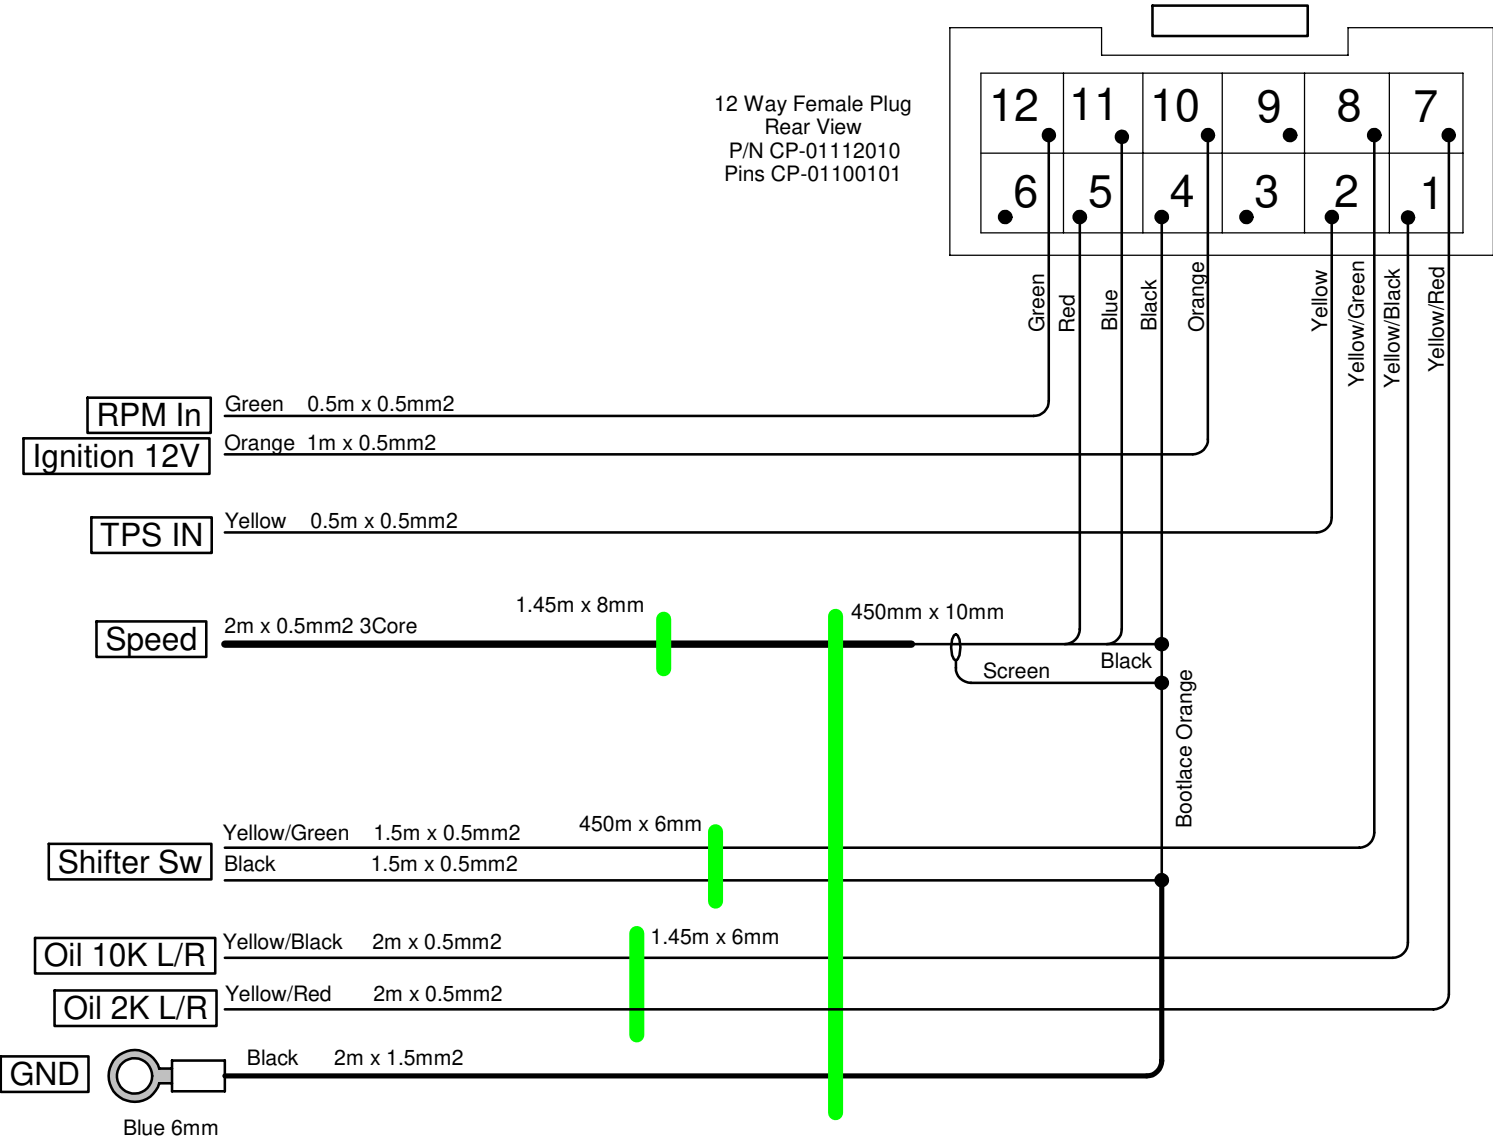 12 Way Female Plug
Rear View
P/N CP-01112010
Pins CP-01100101
12 11 10 9 8 7
6 5 4 3 2 1
Green
Red
Blue
Black
Orange
Yellow
Yellow/Green
Yellow/Black
Yellow/Red
RPM In
Green 0.5m x 0.5mm2
Ignition 12V
Orange 1m x 0.5mm2
TPS IN
Yellow 0.5m x 0.5mm2
1.45m x 8mm
450mm x 10mm
Speed
2m x 0.5mm2 3Core
Black
Screen
Bootlace Orange
450m x 6mm
Shifter Sw
Yellow/Green 1.5m x 0.5mm2
Black 1.5m x 0.5mm2
1.45m x 6mm
Oil 10K L/R
Yellow/Black 2m x 0.5mm2
Oil 2K L/R
Yellow/Red 2m x 0.5mm2
GND
Black 2m x 1.5mm2
Blue 6mm